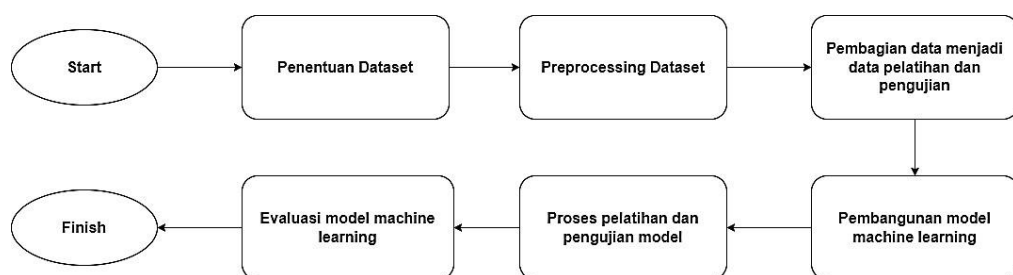 Start
Penentuan Dataset
Preprocessing Dataset
Pembagian data menjadi
data pelatihan dan
pengujian
Pembangunan model
machine learning
Proses pelatihan dan
pengujian model
Evaluasi model machine
learning
Finish